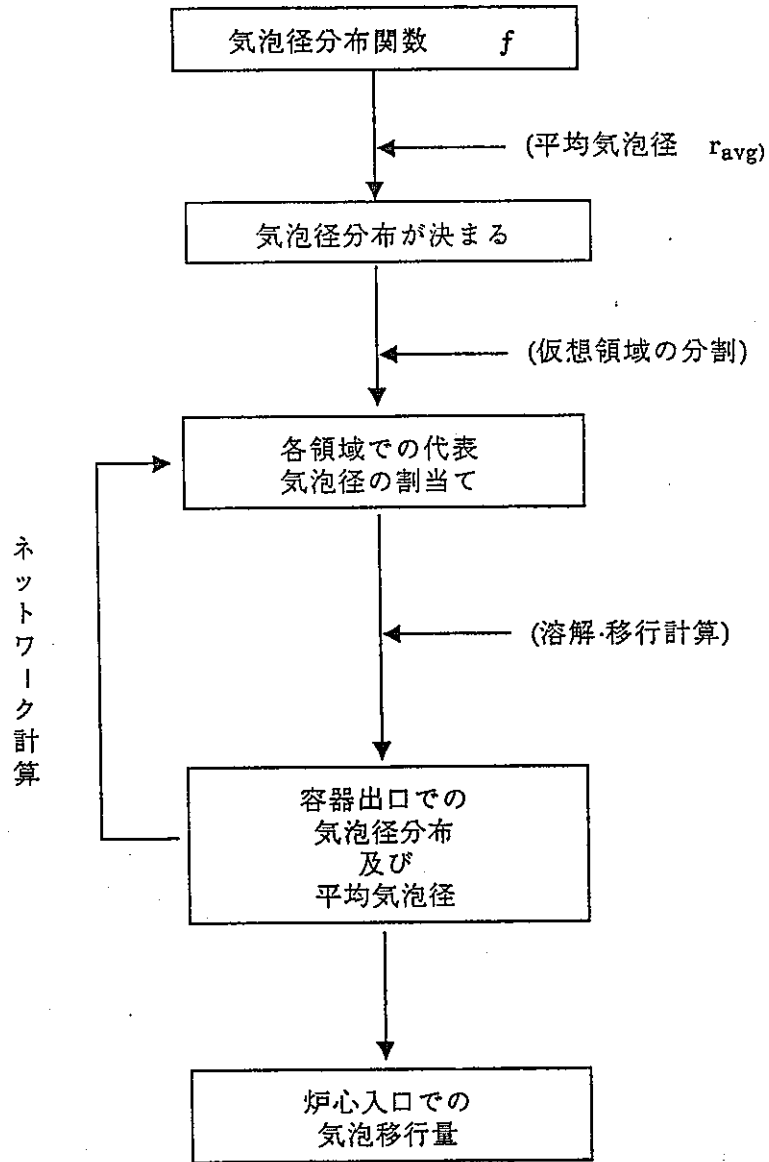 気泡径分布関数 f
(平均気泡径 r_avg)
気泡径分布が決まる
(仮想領域の分割)
各領域での代表
気泡径の割当て
ネットワーク計算
(溶解·移行計算)
容器出口での
気泡径分布
及び
平均気泡径
炉心入口での
気泡移行量